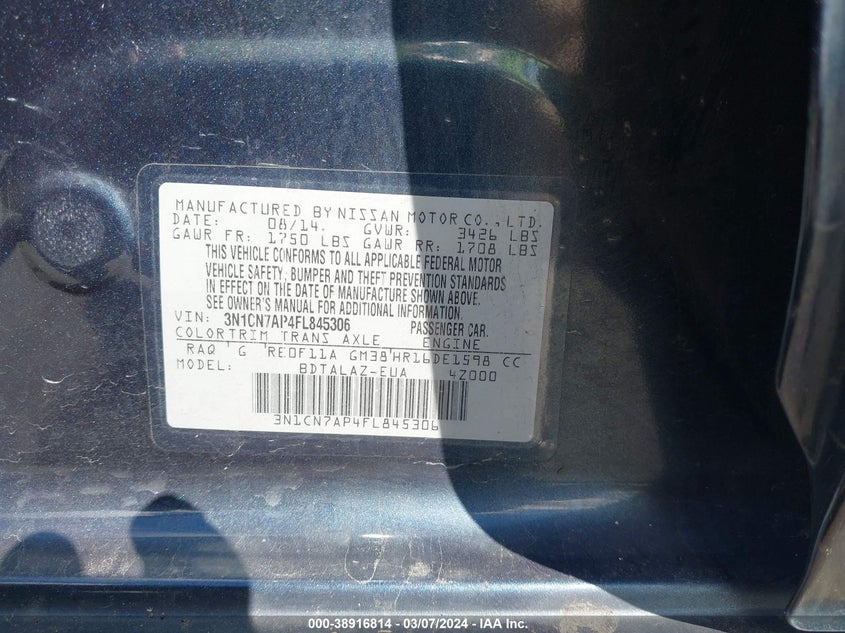 MANUFACTURED BY NISSAN MOTOR CO., LTD.
DATE: 08/14. GVWR: 3426 LBS
GAWR FR: 1750 LBS GAWR RR: 1708 LBS
THIS VEHICLE CONFORMS TO ALL APPLICABLE FEDERAL MOTOR
VEHICLE SAFETY, BUMPER AND THEFT PREVENTION STANDARDS
IN EFFECT ON THE DATE OF MANUFACTURE SHOWN ABOVE.
SEE OWNER'S MANUAL FOR ADDITIONAL INFORMATION.
VIN: 3N1CN7AP4FL845306 PASSENGER CAR.
COLOR TRIM TRANS AXLE ENGINE
RAQ G RE0F11A GM38 HR16DE1598 CC
MODEL: BDTALAZ-EUA 4Z000
3N1CN7AP4FL845306
000-38916814 - 03/07/2024 - IAA Inc.